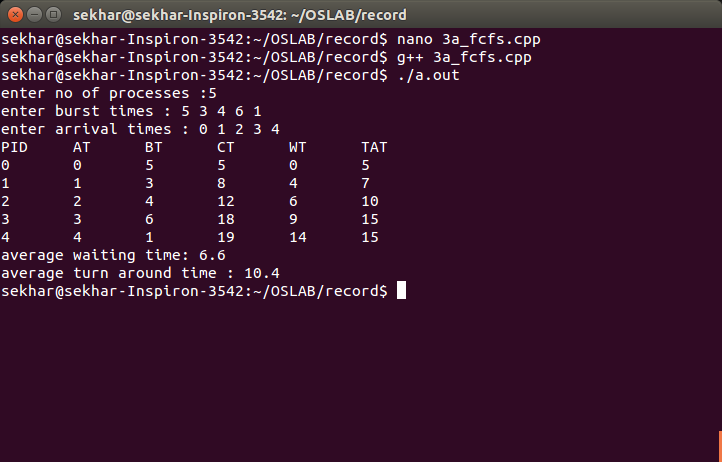 sekhar@sekhar-Inspiron-3542: ~/OSLAB/record
sekhar@sekhar-Inspiron-3542:~/OSLAB/record$ nano 3a_fcfs.cpp
sekhar@sekhar-Inspiron-3542:~/OSLAB/record$ g++ 3a_fcfs.cpp
sekhar@sekhar-Inspiron-3542:~/OSLAB/record$ ./a.out
enter no of processes :5
enter burst times : 5 3 4 6 1
enter arrival times : 0 1 2 3 4
PID AT BT CT WT TAT
0 0 5 5 0 5
1 1 3 8 4 7
2 2 4 12 6 10
3 3 6 18 9 15
4 4 1 19 14 15
average waiting time: 6.6
average turn around time : 10.4
sekhar@sekhar-Inspiron-3542:~/OSLAB/record$